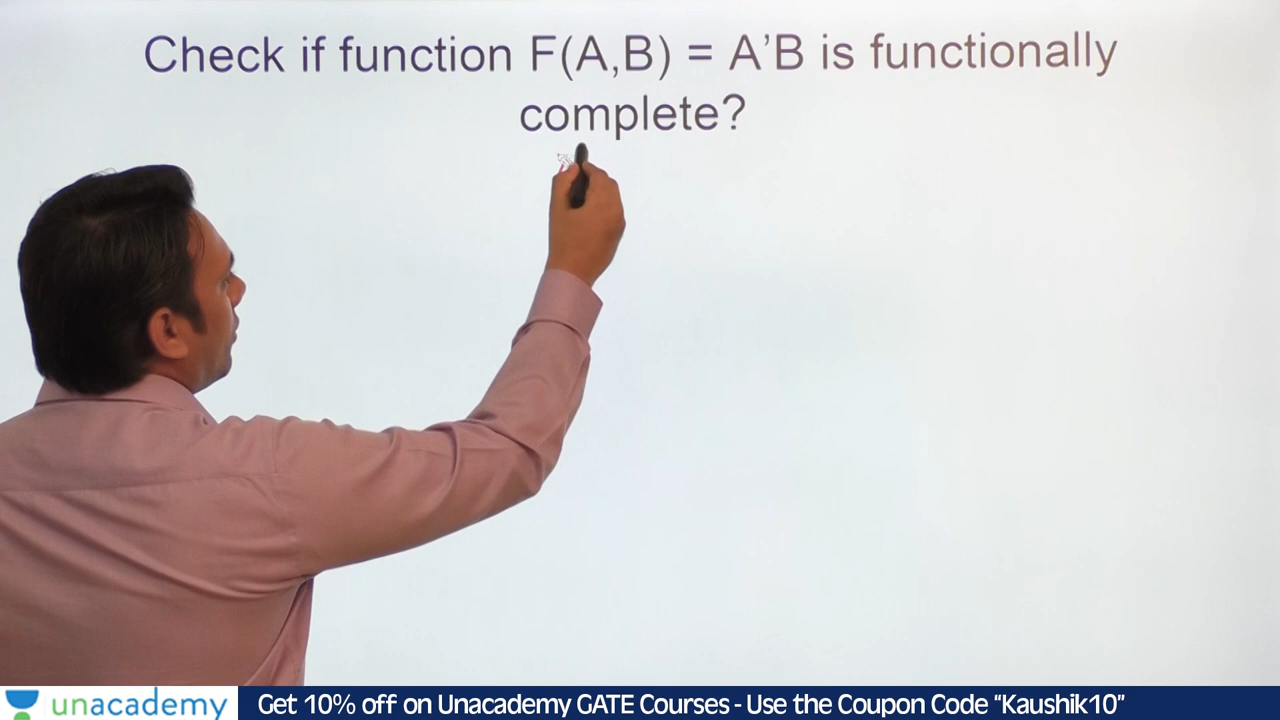 Check if function F(A,B) = A’B is functionally
complete?
unacademy
Get 10% off on Unacademy GATE Courses - Use the Coupon Code “Kaushik10”